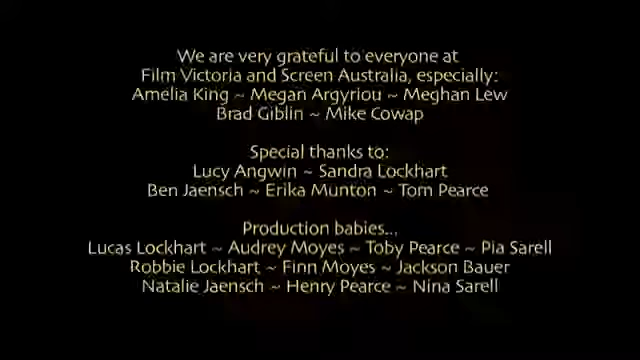 We are very grateful to everyone at
Film Victoria and Screen Australia, especially:
Amelia King ~ Megan Argyriou ~ Meghan Lew
Brad Giblin ~ Mike Cowap
Special thanks to:
Lucy Angwin ~ Sandra Lockhart
Ben Jaensch ~ Erika Munton ~ Tom Pearce
Production babies...
Lucas Lockhart ~ Audrey Moyes ~ Toby Pearce ~ Pia Sarell
Robbie Lockhart ~ Finn Moyes ~ Jackson Bauer
Natalie Jaensch ~ Henry Pearce ~ Nina Sarell